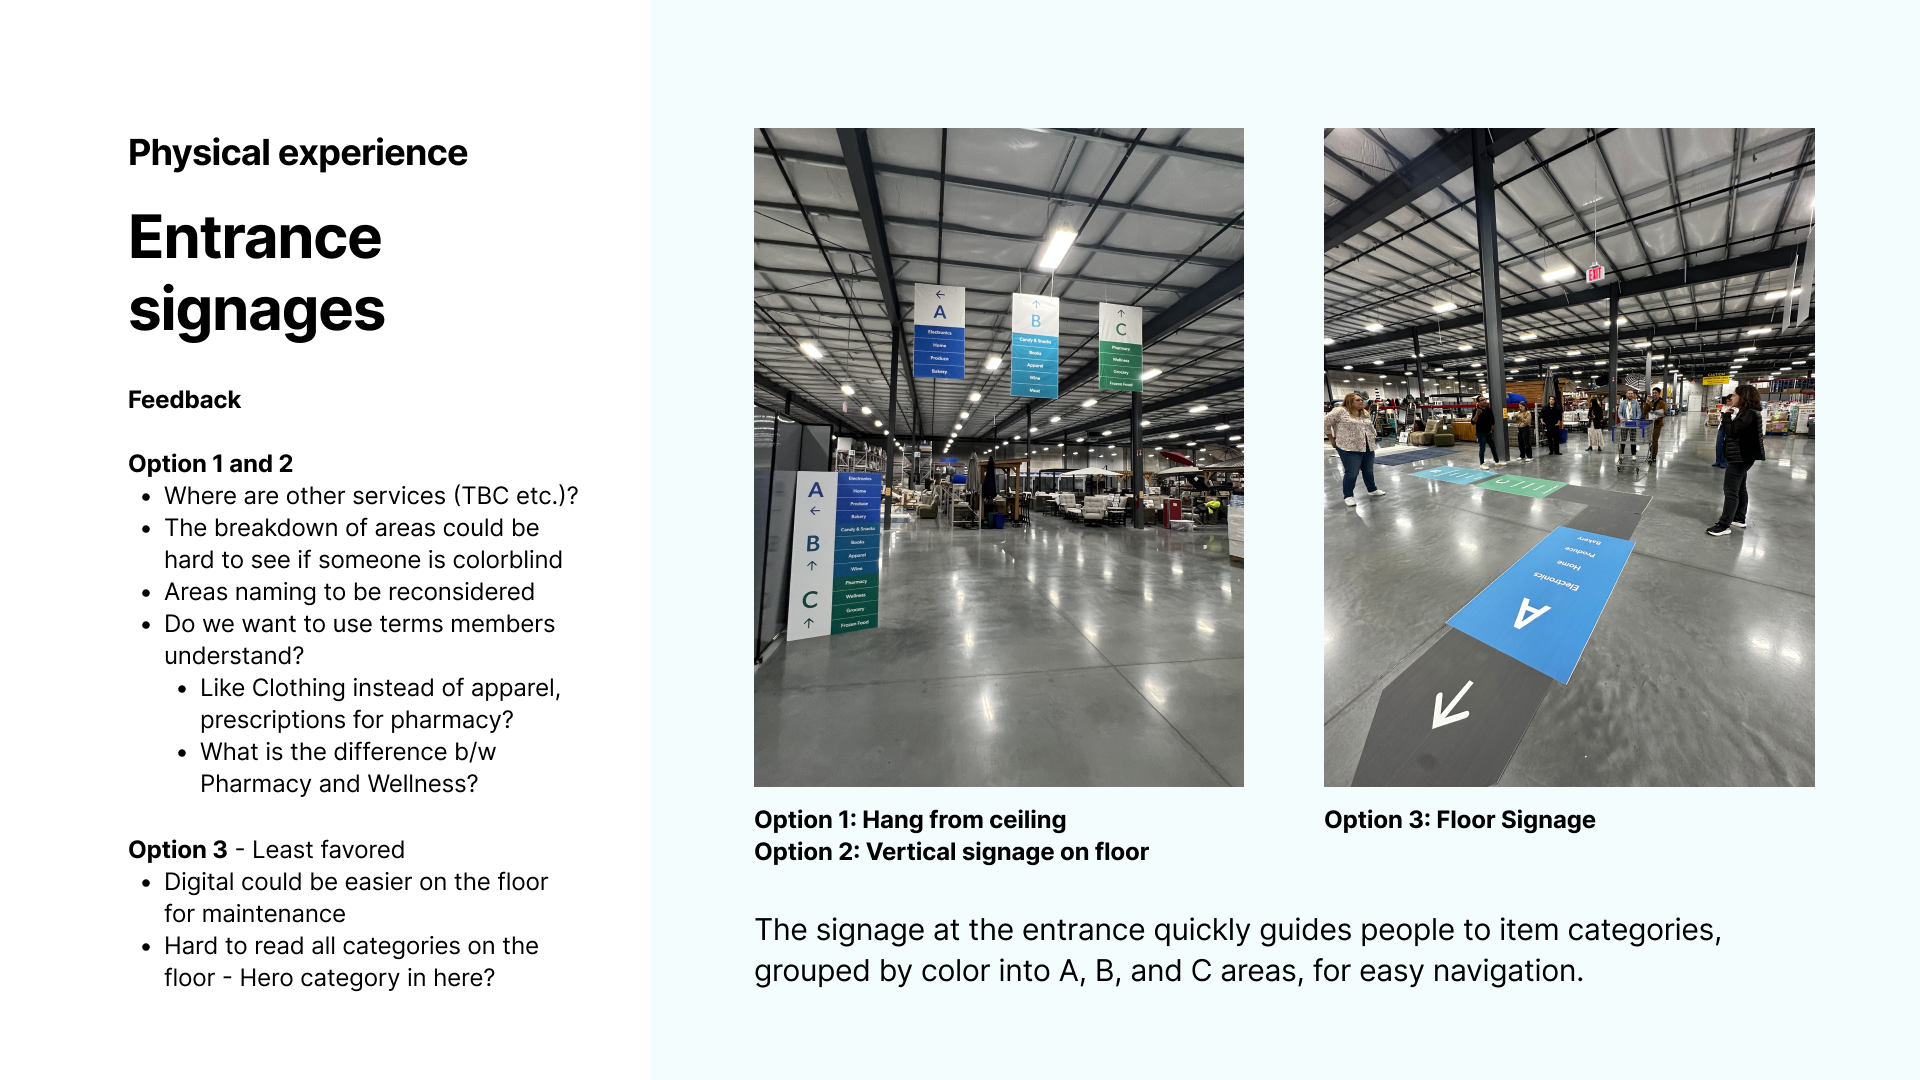 Physical experience
Entrance
signages
Feedback
Option 1 and 2
• Where are other services (TBC etc.)?
• The breakdown of areas could be
hard to see if someone is colorblind
• Areas naming to be reconsidered
• Do we want to use terms members
understand?
• Like Clothing instead of apparel,
prescriptions for pharmacy?
• What is the difference b/w
Pharmacy and Wellness?
Option 3 - Least favored
• Digital could be easier on the floor
for maintenance
• Hard to read all categories on the
floor - Hero category in here?
←
A
Electronics
Home
Produce
Bakery
↑
B
Candy & Snacks
Books
Apparel
Wine
Meat
↑
C
Pharmacy
Wellness
Grocery
Frozen Food
A
←
B
↑
C
↑
Electronics
Home
Produce
Bakery
Candy & Snacks
Books
Apparel
Wine
Pharmacy
Wellness
Grocery
Frozen Food
Option 1: Hang from ceiling
Option 2: Vertical signage on floor
EXIT
C
A
Electronics
Home
Produce
Bakery
Option 3: Floor Signage
The signage at the entrance quickly guides people to item categories,
grouped by color into A, B, and C areas, for easy navigation.